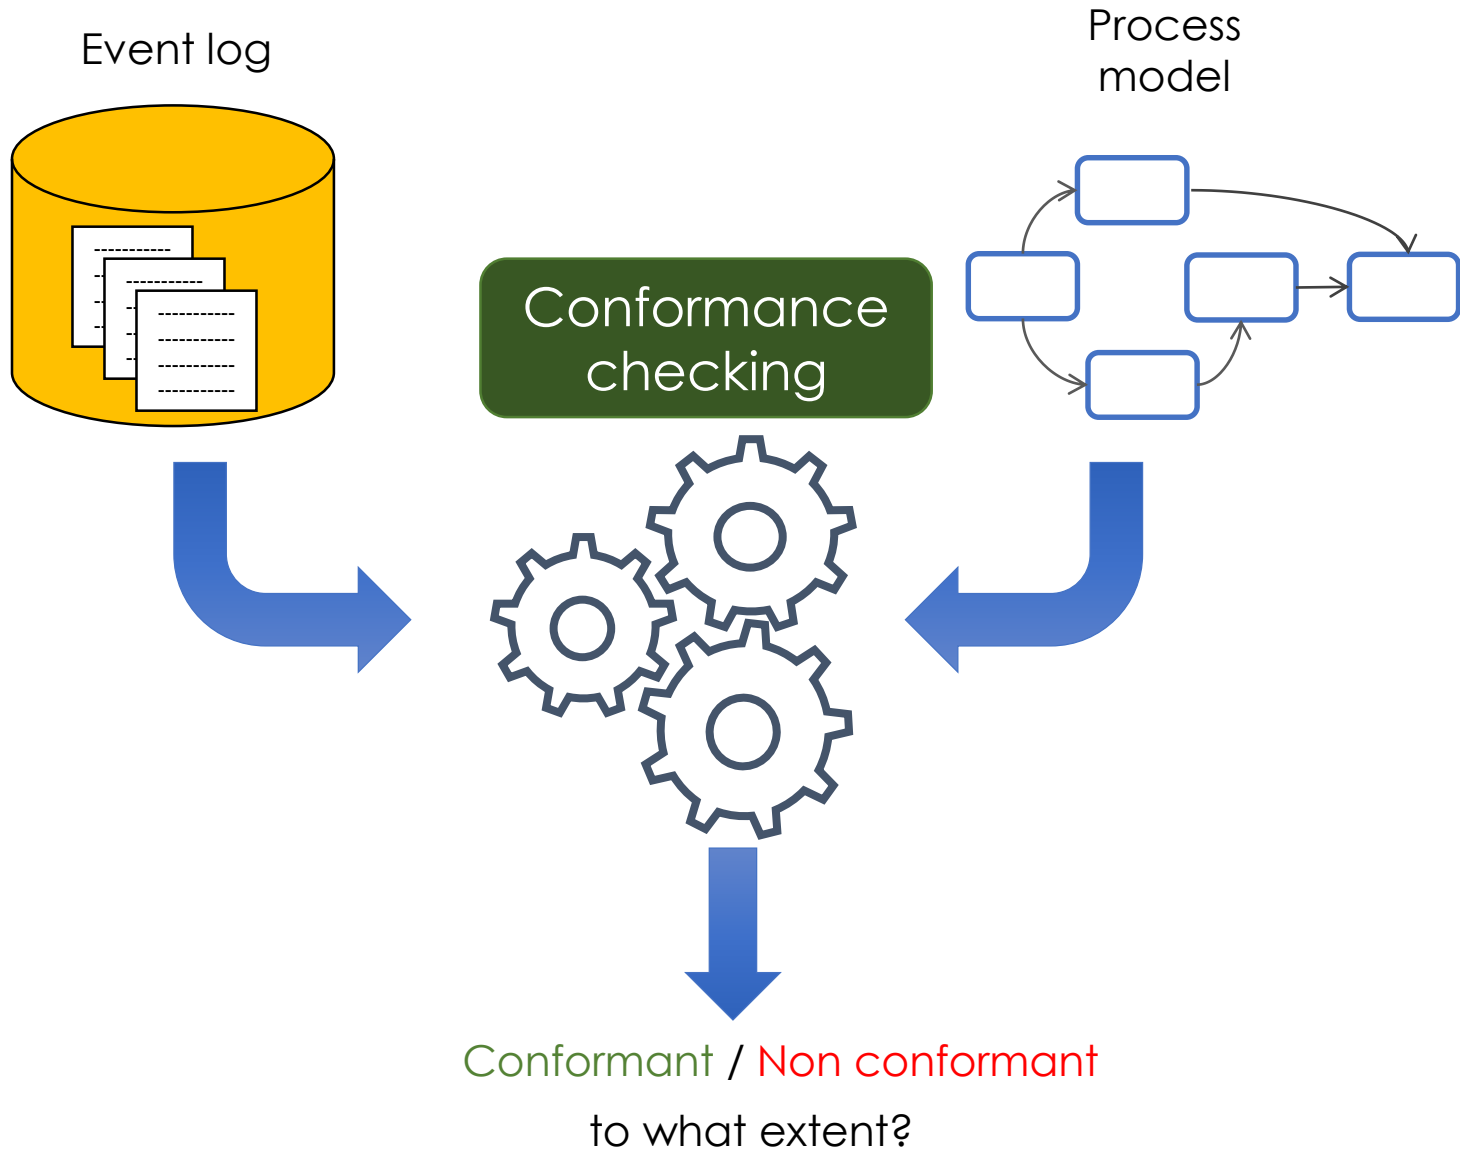 Event log
Process
model
Conformance
checking
Conformant / Non conformant
to what extent?